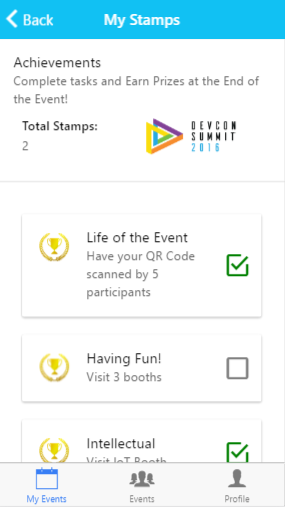 Back
My Stamps
Achievements
Complete tasks and Earn Prizes at the End of
the Event!
Total Stamps:
2
DEVCON
SUMMIT
2016
Life of the Event
Have your QR Code
scanned by 5
participants
Having Fun!
Visit 3 booths
Intellectual
Visit IoT Booth
My Events
Events
Profile